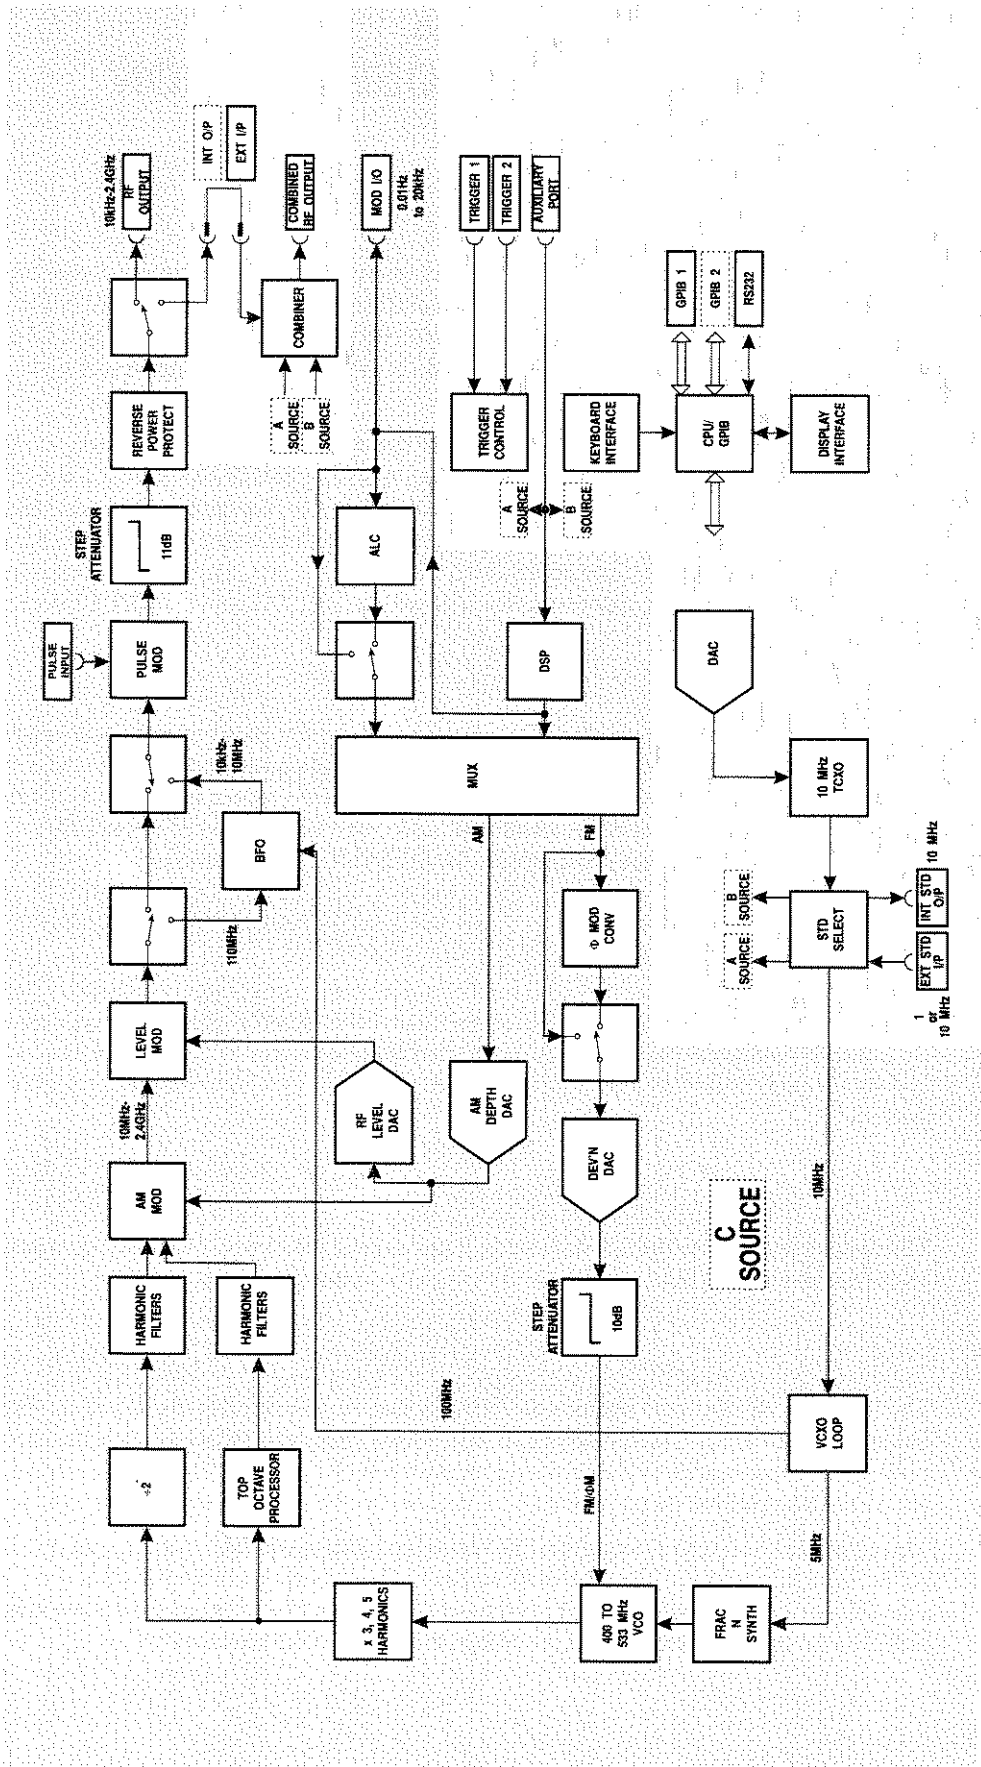 ÷2
HARMONIC
FILTERS
AM
MOD
10MHz-
2.4GHz
LEVEL
MOD
PULSE
INPUT
PULSE
MOD
STEP
ATTENUATOR
11dB
REVERSE
POWER
PROTECT
10kHz-2.4GHz
RF
OUTPUT
TOP
OCTAVE
PROCESSOR
HARMONIC
FILTERS
110MHz
BFO
10kHz-
10MHz
INT O/P
EXT I/P
A
SOURCE
B
SOURCE
COMBINER
COMBINED
RF OUTPUT
x 3, 4, 5
HARMONICS
100MHz
RF
LEVEL
DAC
MUX
ALC
MOD I/O
0.01Hz
to 20kHz
AM
DEPTH
DAC
AM
DSP
TRIGGER
CONTROL
TRIGGER 1
TRIGGER 2
AUXILIARY
PORT
A
SOURCE
B
SOURCE
400 TO
533 MHz
VCO
FM/ΦM
STEP
ATTENUATOR
10dB
DEV'N
DAC
Φ MOD
CONV
FM
KEYBOARD
INTERFACE
FRAC
N
SYNTH
C
SOURCE
DAC
CPU/
GPIB
GPIB 1
GPIB 2
RS232
DISPLAY
INTERFACE
5MHz
VCXO
LOOP
10MHz
A
SOURCE
B
SOURCE
STD
SELECT
10 MHz
TCXO
1
or
10 MHz
EXT STD
I/P
INT STD
O/P
10 MHz